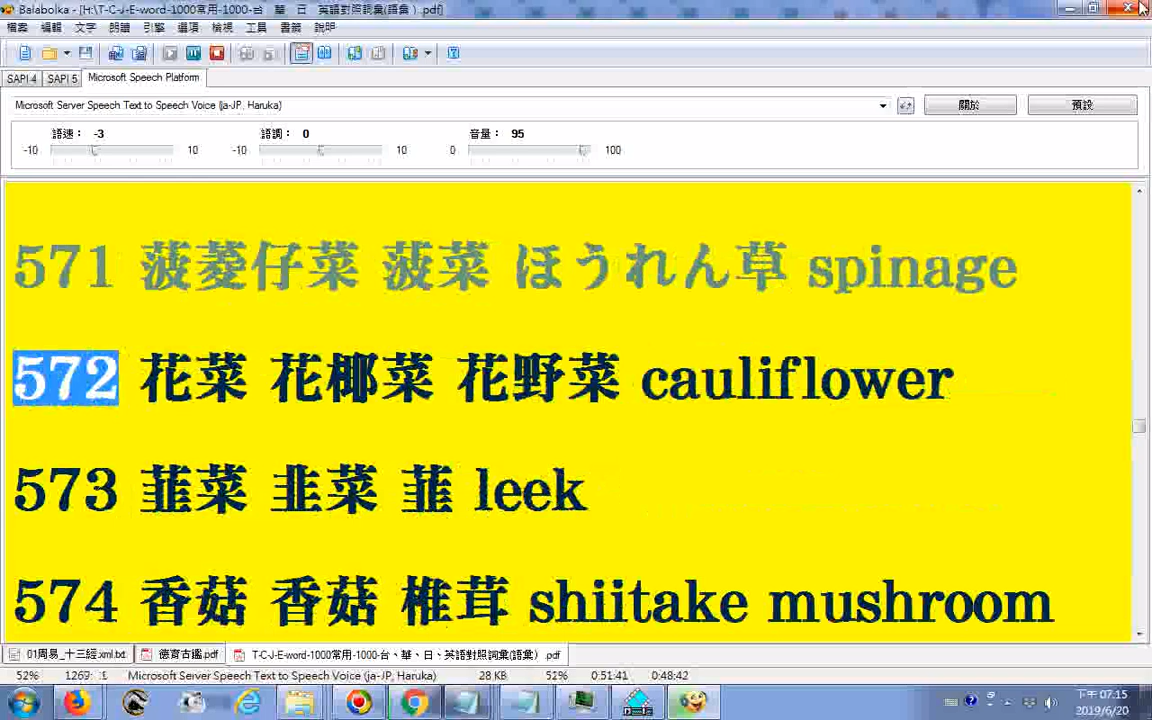 Balabolka - [H:\T-C-J-E-word-1000常用-1000-台 華 日 英語對照詞彙(語彙).pdf]
檔案 編輯 文字 朗讀 引擎 選項 檢視 工具 書籤 說明
SAPI 4 SAPI 5 Microsoft Speech Platform
Microsoft Server Speech Text to Speech Voice (ja-JP, Haruka) 關於 預設
語速: -3 語調: 0 音量: 95
-10 10 -10 10 0 100
571 菠薐仔菜 菠菜 ほうれん草 spinage
572 花菜 花椰菜 花野菜 cauliflower
573 韮菜 韭菜 韮 leek
574 香菇 香菇 椎茸 shiitake mushroom
01周易_十三經.xml.txt 德育古鑑.pdf T-C-J-E-word-1000常用-1000-台、華、日、英語對照詞彙(語彙) .pdf
52% Microsoft Server Speech Text to Speech Voice (ja-JP, Haruka) 28 KB 52% 0:51:41 0:48:42
下午 07:15
2019/6/20